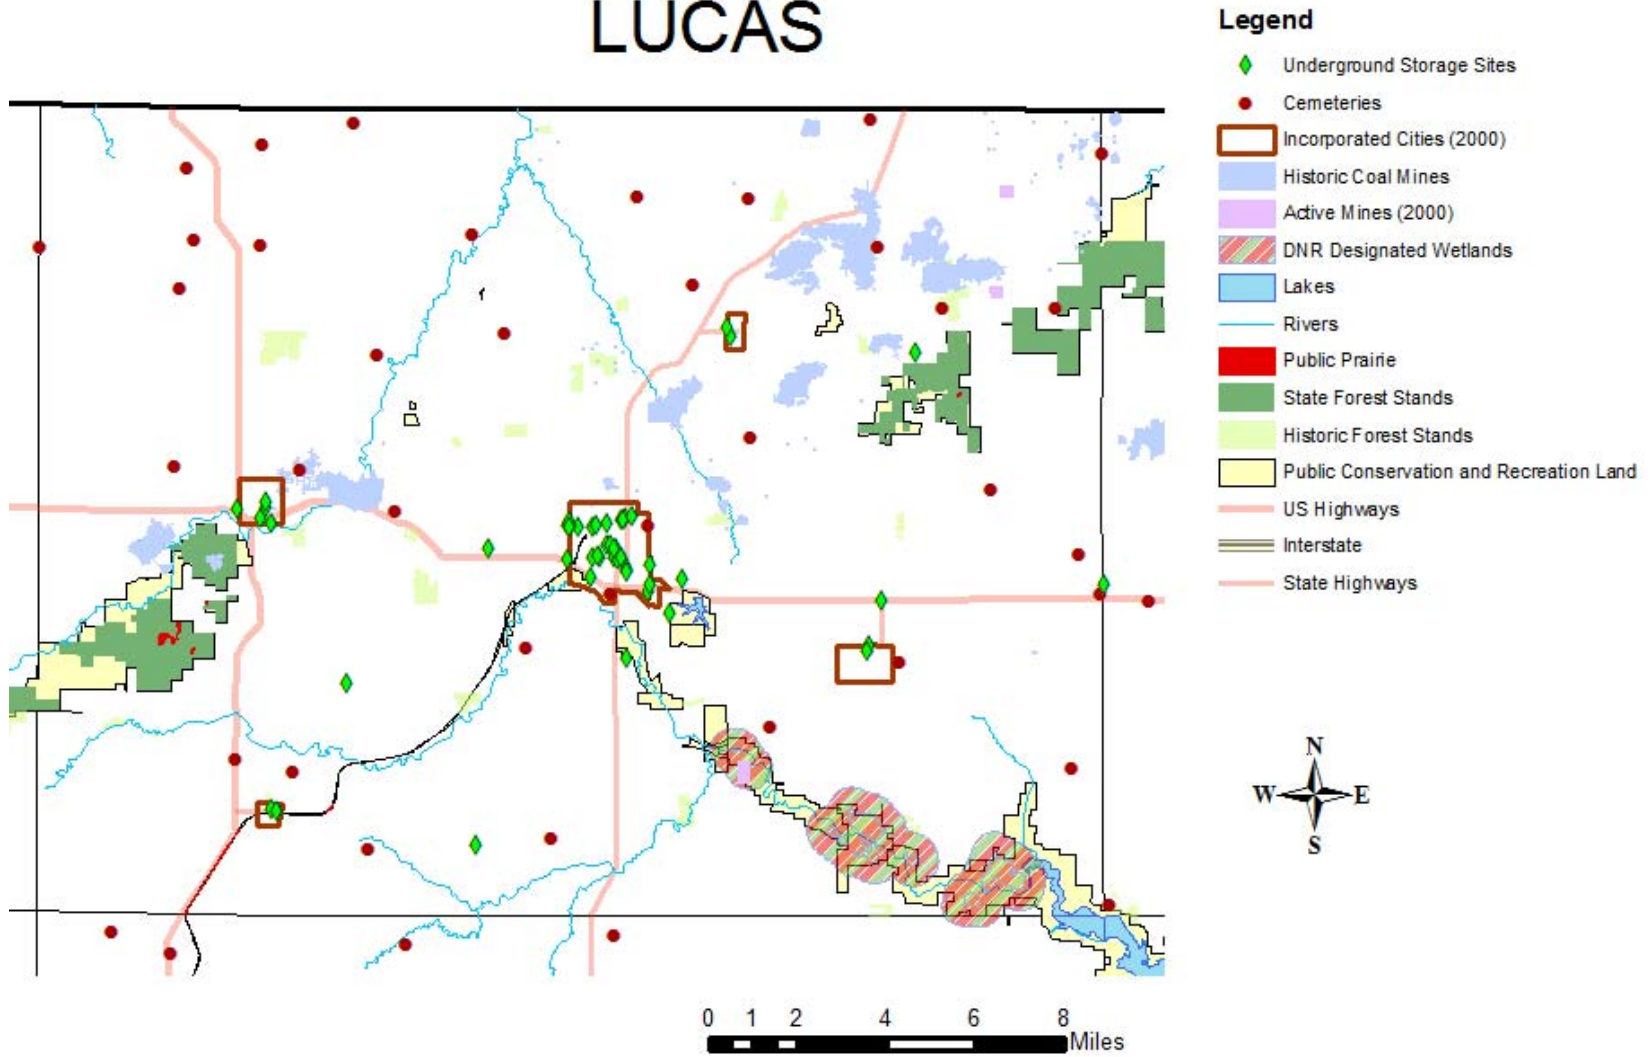 LUCAS
Legend
Underground Storage Sites
Cemeteries
Incorporated Cities (2000)
Historic Coal Mines
Active Mines (2000)
DNR Designated Wetlands
Lakes
Rivers
Public Prairie
State Forest Stands
Historic Forest Stands
Public Conservation and Recreation Land
US Highways
Interstate
State Highways
N
W E
S
0 1 2 4 6 8
Miles